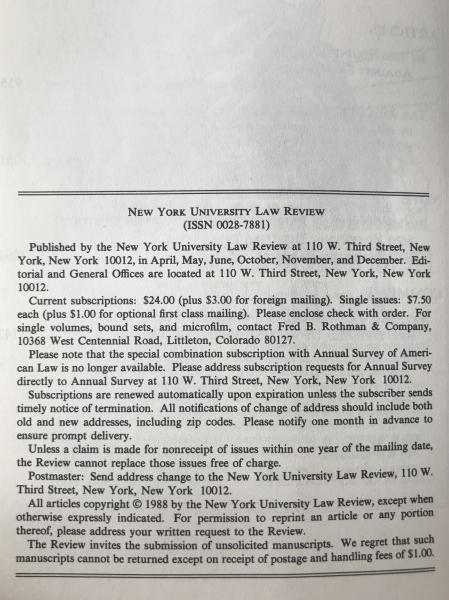 NEW YORK UNIVERSITY LAW REVIEW
(ISSN 0028-7881)
Published by the New York University Law Review at 110 W. Third Street, New
York, New York 10012, in April, May, June, October, November, and December. Edi-
torial and General Offices are located at 110 W. Third Street, New York, New York
10012.
Current subscriptions: $24.00 (plus $3.00 for foreign mailing). Single issues: $7.50
each (plus $1.00 for optional first class mailing). Please enclose check with order. For
single volumes, bound sets, and microfilm, contact Fred B. Rothman & Company,
10368 West Centennial Road, Littleton, Colorado 80127.
Please note that the special combination subscription with Annual Survey of Ameri-
can Law is no longer available. Please address subscription requests for Annual Survey
directly to Annual Survey at 110 W. Third Street, New York, New York 10012.
Subscriptions are renewed automatically upon expiration unless the subscriber sends
timely notice of termination. All notifications of change of address should include both
old and new addresses, including zip codes. Please notify one month in advance to
ensure prompt delivery.
Unless a claim is made for nonreceipt of issues within one year of the mailing date,
the Review cannot replace those issues free of charge.
Postmaster: Send address change to the New York University Law Review, 110 W.
Third Street, New York, New York 10012.
All articles copyright © 1988 by the New York University Law Review, except when
otherwise expressly indicated. For permission to reprint an article or any portion
thereof, please address your written request to the Review.
The Review invites the submission of unsolicited manuscripts. We regret that such
manuscripts cannot be returned except on receipt of postage and handling fees of $1.00.